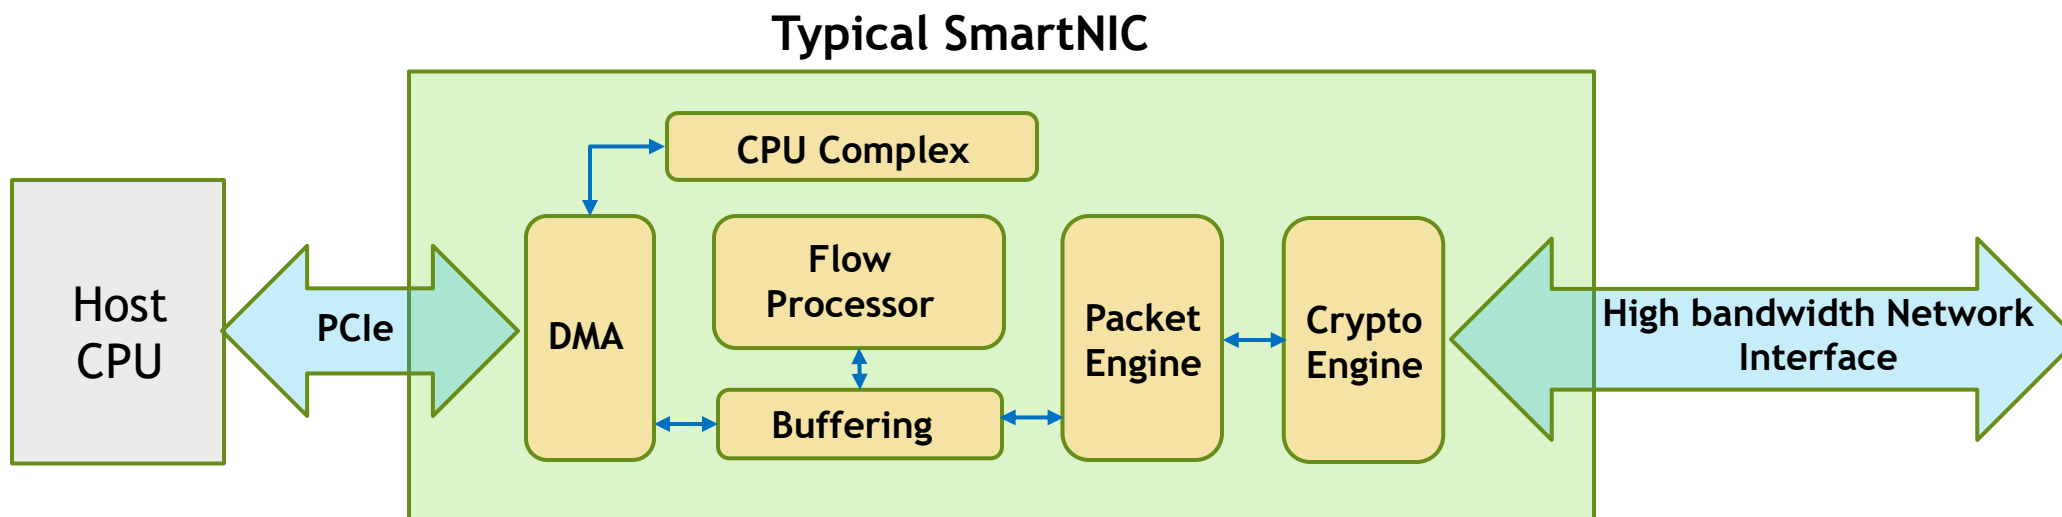 Typical SmartNIC
Host
CPU
PCIe
CPU Complex
DMA
Flow
Processor
Buffering
Packet
Engine
Crypto
Engine
High bandwidth Network
Interface